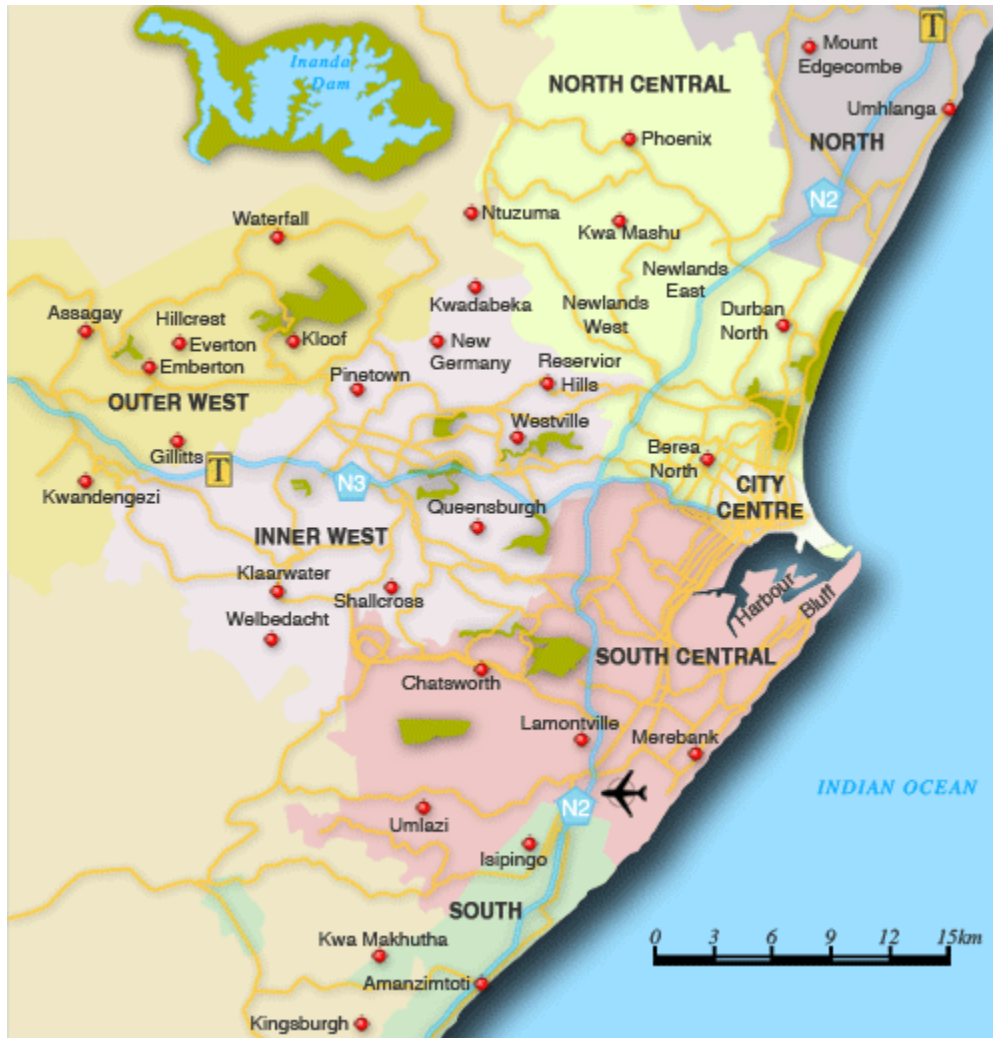 Inanda
Dam
T
Mount
Edgecombe
NORTH CENTRAL
Umhlanga
Phoenix
NORTH
N2
Ntuzuma
Waterfall
Kwa Mashu
Newlands
East
Kwadabeka
Newlands
West
Durban
North
Assagay
Hillcrest
Everton
Kloof
New
Germany
Emberton
Reservior
Hills
Pinetown
OUTER WEST
Westville
Gillitts
T
Berea
North
Kwandengezi
N3
CITY
CENTRE
Queensburgh
INNER WEST
Klaarwater
Shallcross
Harbour
Bluff
Welbedacht
SOUTH CENTRAL
Chatsworth
Lamontville
Merebank
INDIAN OCEAN
N2
Umlazi
Isipingo
SOUTH
Kwa Makhutha
0 3 6 9 12 15km
Amanzimtoti
Kingsburgh